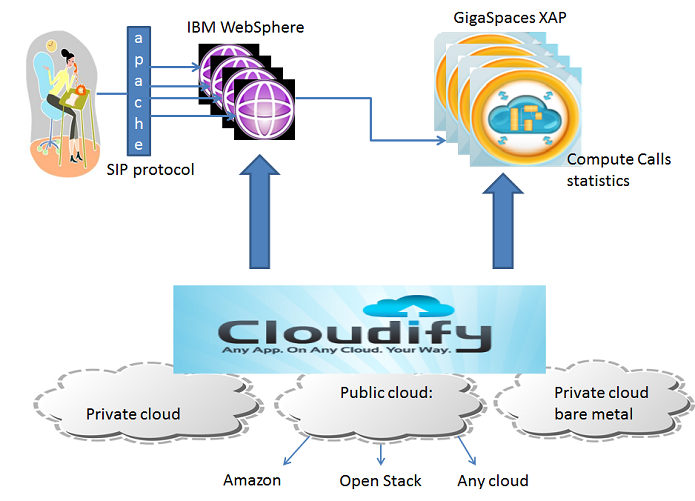 IBM WebSphere
GigaSpaces XAP
apache
SIP protocol
Compute Calls
statistics
Cloudify
Any App. On Any Cloud. Your Way.
Private cloud
Public cloud:
Private cloud
bare metal
Amazon
Open Stack
Any cloud